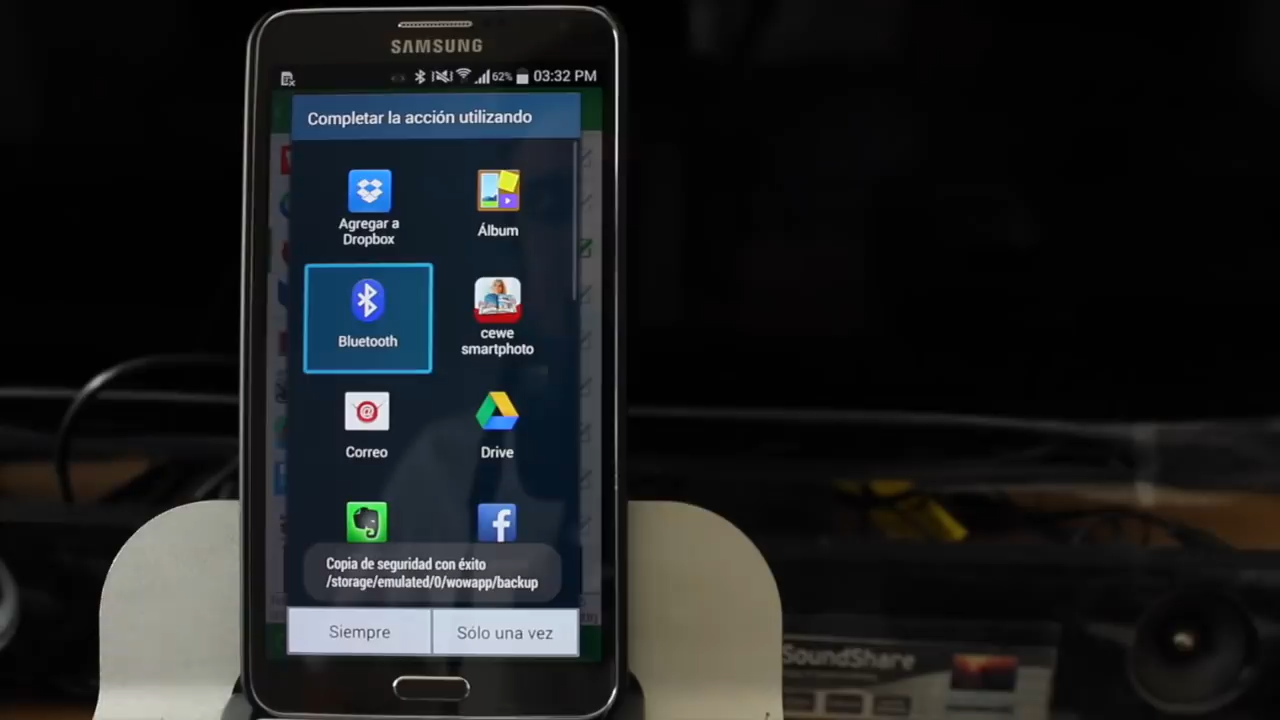 SAMSUNG
62%
03:32 PM
Completar la acción utilizando
Agregar a
Dropbox
Álbum
Bluetooth
cewe
smartphoto
Correo
Drive
Copia de seguridad con éxito
/storage/emulated/0/wowapp/backup
Siempre
Sólo una vez
SoundShare